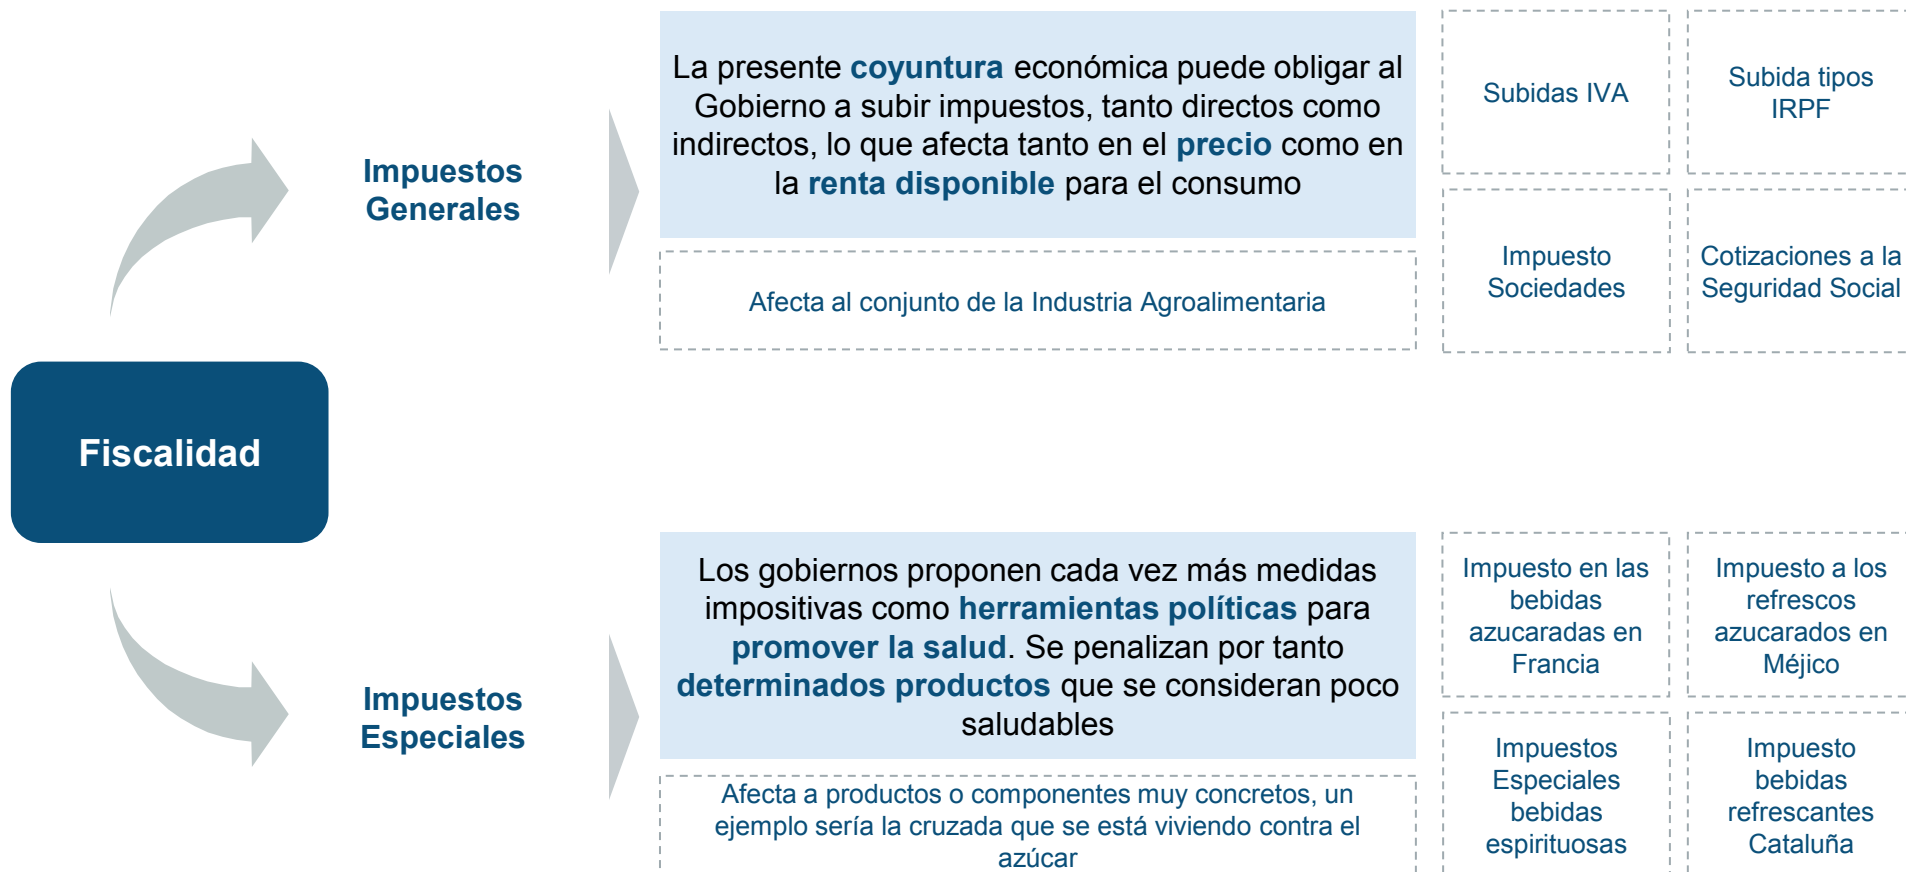 Fiscalidad
Impuestos
Generales
La presente coyuntura económica puede obligar al
Gobierno a subir impuestos, tanto directos como
indirectos, lo que afecta tanto en el precio como en
la renta disponible para el consumo
Afecta al conjunto de la Industria Agroalimentaria
Subidas IVA
Subida tipos
IRPF
Impuesto
Sociedades
Cotizaciones a la
Seguridad Social
Impuestos
Especiales
Los gobiernos proponen cada vez más medidas
impositivas como herramientas políticas para
promover la salud. Se penalizan por tanto
determinados productos que se consideran poco
saludables
Afecta a productos o componentes muy concretos, un
ejemplo sería la cruzada que se está viviendo contra el
azúcar
Impuesto en las
bebidas
azucaradas en
Francia
Impuesto a los
refrescos
azucarados en
Méjico
Impuestos
Especiales
bebidas
espirituosas
Impuesto
bebidas
refrescantes
Cataluña